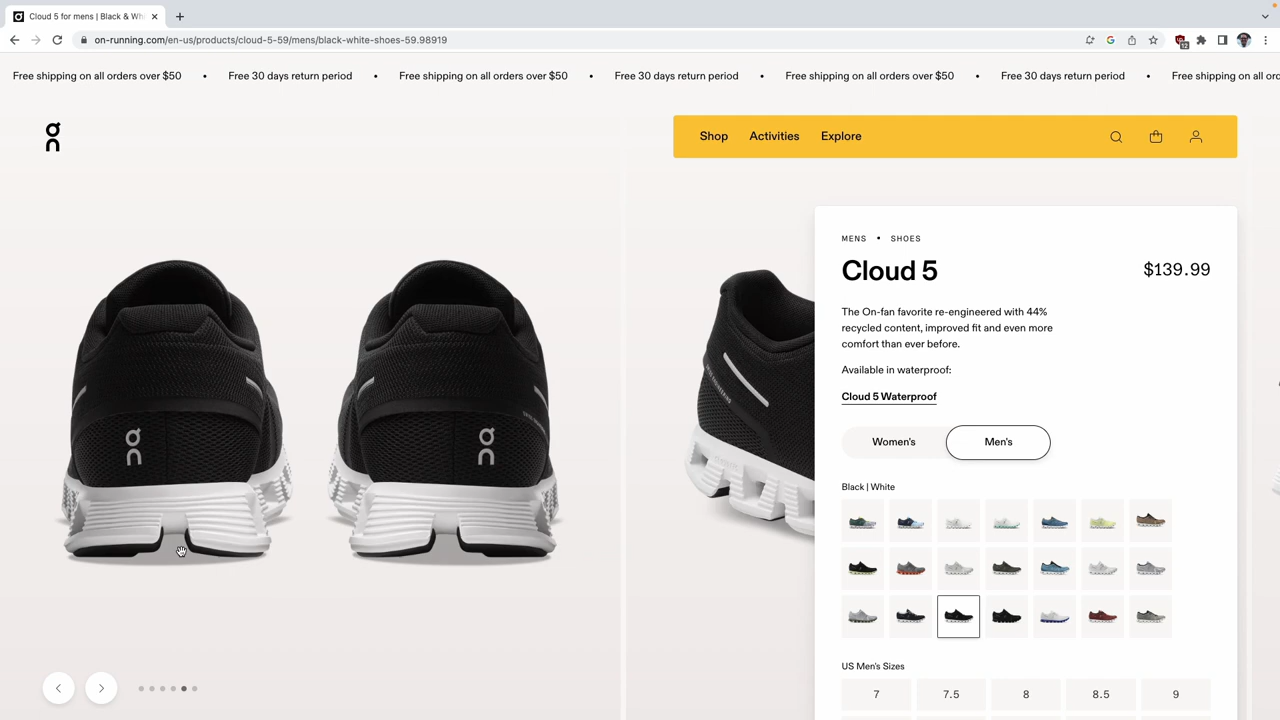 Cloud 5 for mens | Black & Wh
on-running.com/en-us/products/cloud-5-59/mens/black-white-shoes-59.98919
12
Free shipping on all orders over $50 • Free 30 days return period • Free shipping on all orders over $50 • Free 30 days return period • Free shipping on all orders over $50 • Free 30 days return period • Free shipping on all ord
Shop Activities Explore
MENS • SHOES
Cloud 5 $139.99
The On-fan favorite re-engineered with 44%
recycled content, improved fit and even more
comfort than ever before.
Available in waterproof:
Cloud 5 Waterproof
Women's Men's
Black | White
US Men's Sizes
7 7.5 8 8.5 9